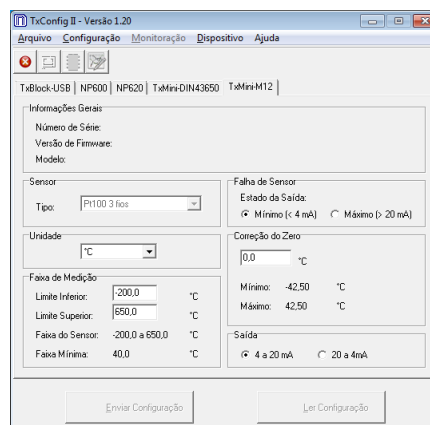 TxConfig II - Versão 1.20
Arquivo Configuração Monitoração Dispositivo Ajuda
TxBlock-USB NP600 NP620 TxMini-DIN43650 TxMini-M12
Informações Gerais
Número de Série:
Versão de Firmware:
Modelo:
Sensor
Tipo: Pt100 3 fios
Falha de Sensor
Estado da Saída:
Mínimo (< 4 mA) Máximo (> 20 mA)
Unidade
°C
Correção do Zero
0,0 °C
Mínimo: -42,50 °C
Máximo: 42,50 °C
Faixa de Medição
Limite Inferior: -200,0 °C
Limite Superior: 650,0 °C
Faixa do Sensor: -200,0 a 650,0 °C
Faixa Mínima: 40,0 °C
Saída
4 a 20 mA 20 a 4mA
Enviar Configuração Ler Configuração